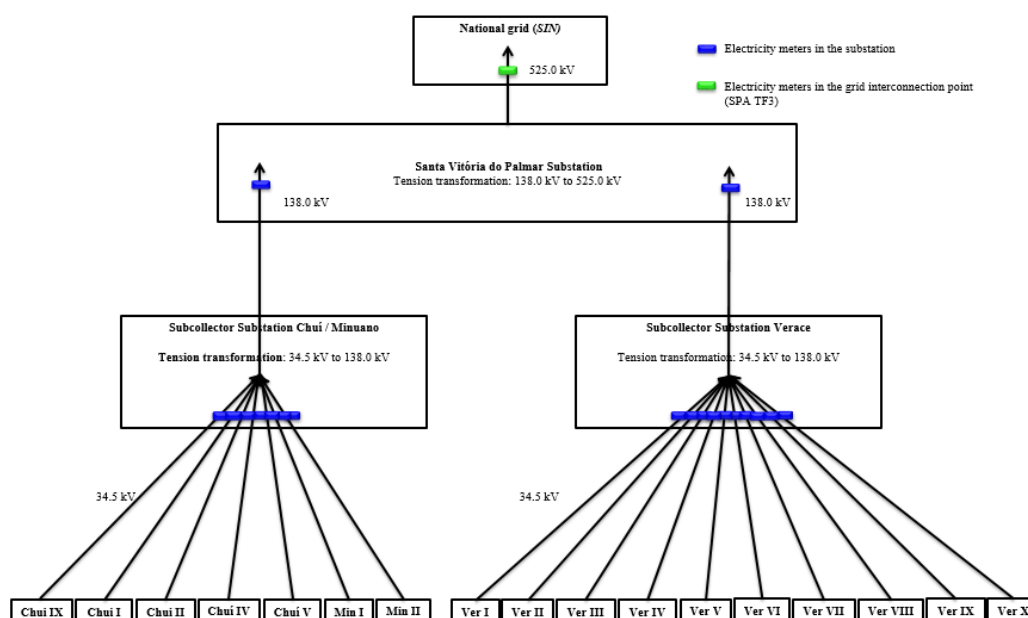 National grid (SIN)
525.0 kV
Electricity meters in the substation
Electricity meters in the grid interconnection point
(SPA TF3)
Santa Vitória do Palmar Substation
Tension transformation: 138.0 kV to 525.0 kV
138.0 kV
138.0 kV
Subcollector Substation Chuí / Minuano
Tension transformation: 34.5 kV to 138.0 kV
Subcollector Substation Verace
Tension transformation: 34.5 kV to 138.0 kV
34.5 kV
34.5 kV
Chui IX
Chui I
Chui II
Chuí IV
Chuí V
Min I
Min II
Ver I
Ver II
Ver III
Ver IV
Ver V
Ver VI
Ver VII
Ver VIII
Ver IX
Ver X